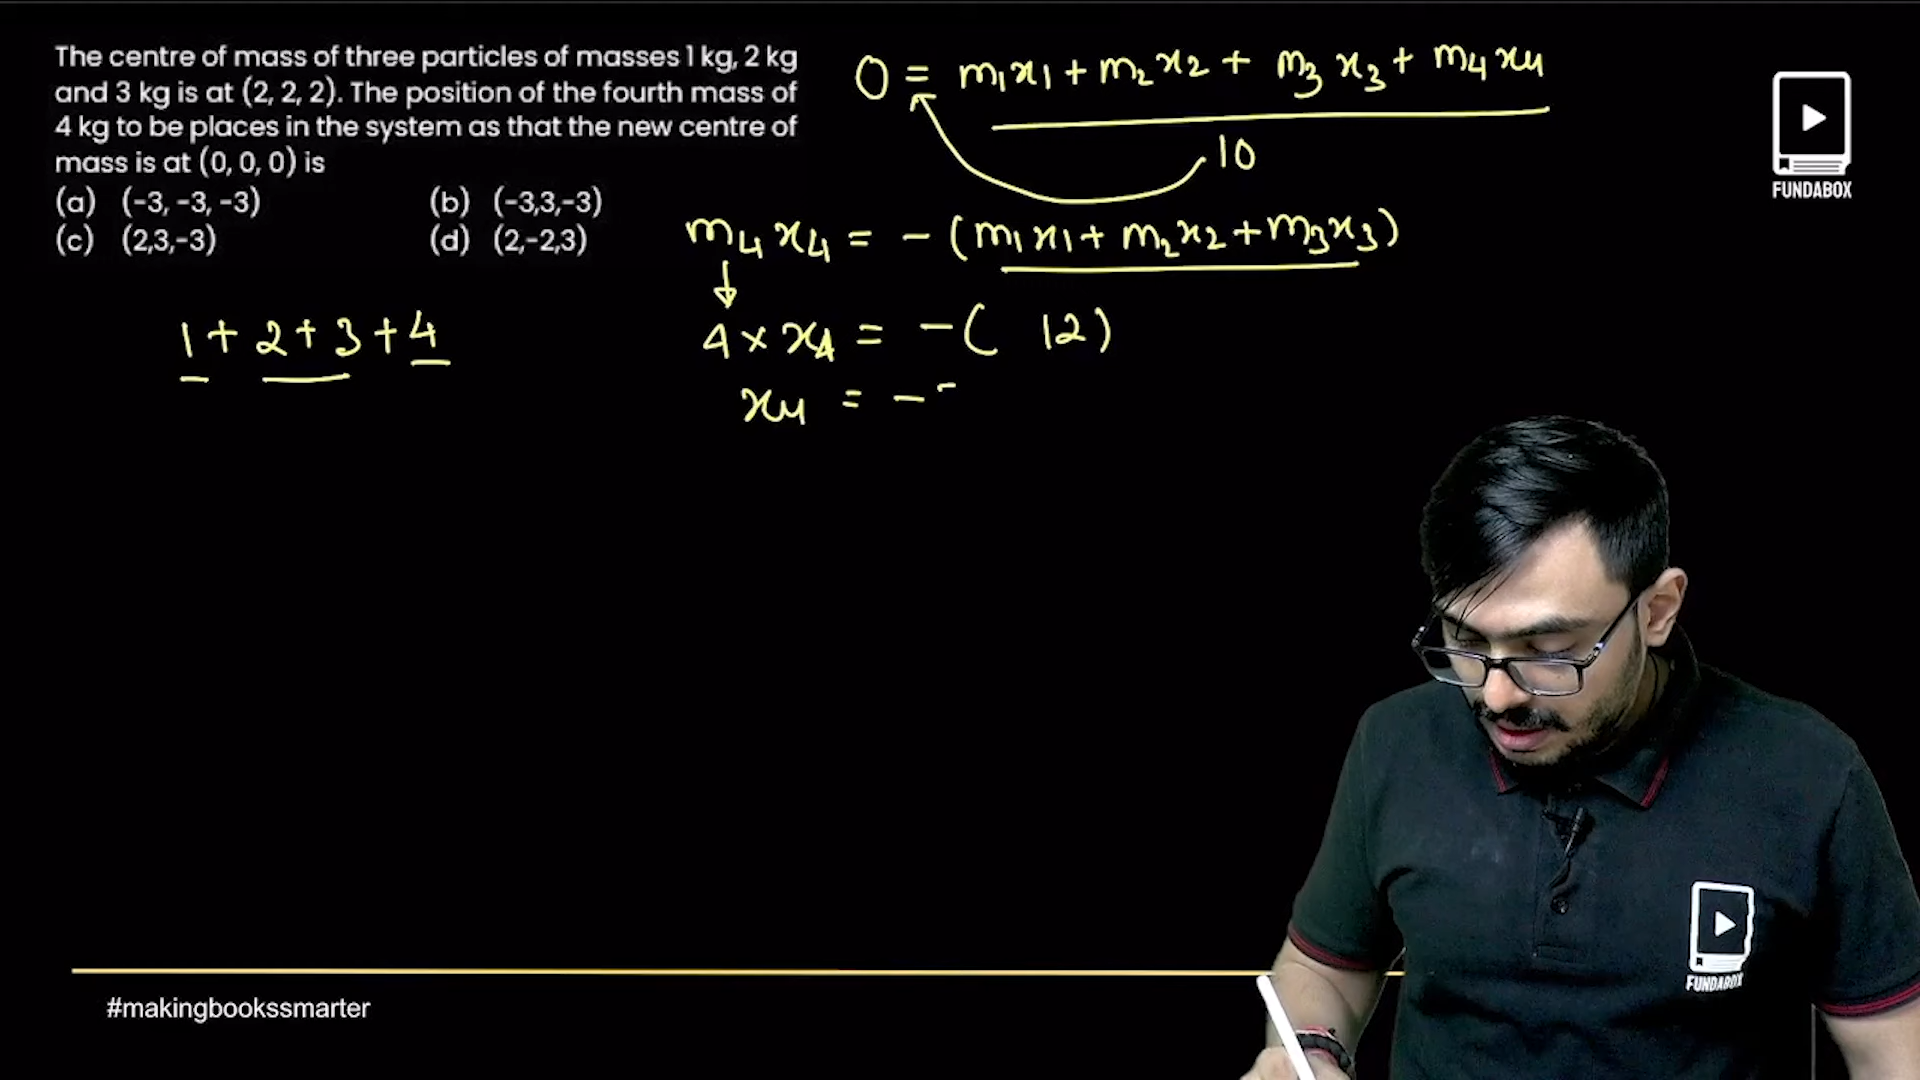 The centre of mass of three particles of masses 1 kg, 2 kg
and 3 kg is at (2, 2, 2). The position of the fourth mass of
4 kg to be places in the system as that the new centre of
mass is at (0, 0, 0) is
(a) (-3, -3, -3) (b) (-3,3,-3)
(c) (2,3,-3) (d) (2,-2,3)
1 + 2 + 3 + 4
0 = m₁x₁ + m₂x₂ + m₃x₃ + m₄x₄
10
m₄x₄ = -(m₁x₁ + m₂x₂ + m₃x₃)
4 × x₄ = -( 12)
x₄ = -
FUNDABOX
FUNDABOX
#makingbookssmarter